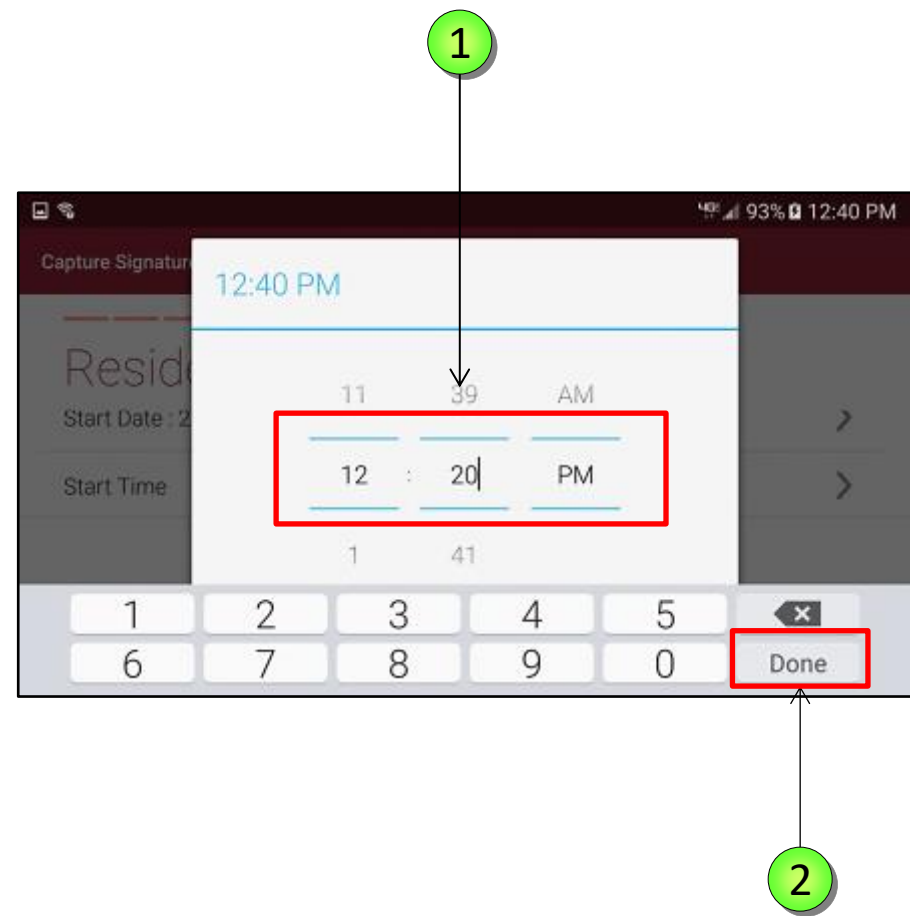 1
93% 12:40 PM
Capture Signatur
12:40 PM
Resid
Start Date : 2
11 39 AM
12 : 20 PM
Start Time
1 41
1 2 3 4 5
6 7 8 9 0 Done
2